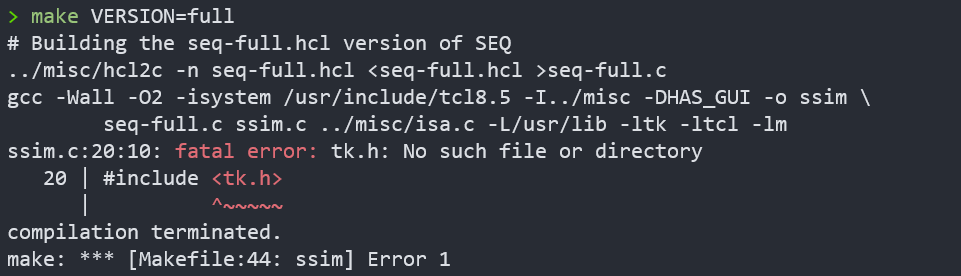 > make VERSION=full
# Building the seq-full.hcl version of SEQ
../misc/hcl2c -n seq-full.hcl <seq-full.hcl >seq-full.c
gcc -Wall -O2 -isystem /usr/include/tcl8.5 -I../misc -DHAS_GUI -o ssim \
        seq-full.c ssim.c ../misc/isa.c -L/usr/lib -ltk -ltcl -lm
ssim.c:20:10: fatal error: tk.h: No such file or directory
   20 | #include <tk.h>
      |          ^~~~~~
compilation terminated.
make: *** [Makefile:44: ssim] Error 1